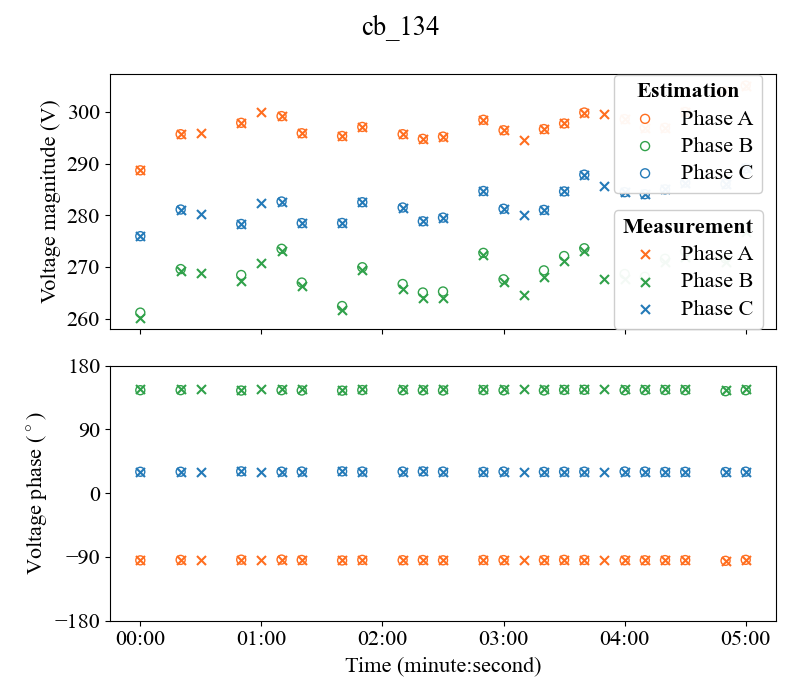 cb_134
Voltage magnitude (V)
300
290
280
270
260
Estimation
Phase A
Phase B
Phase C
Measurement
Phase A
Phase B
Phase C
Voltage phase (°)
180
90
0
−90
−180
00:00 01:00 02:00 03:00 04:00 05:00
Time (minute:second)